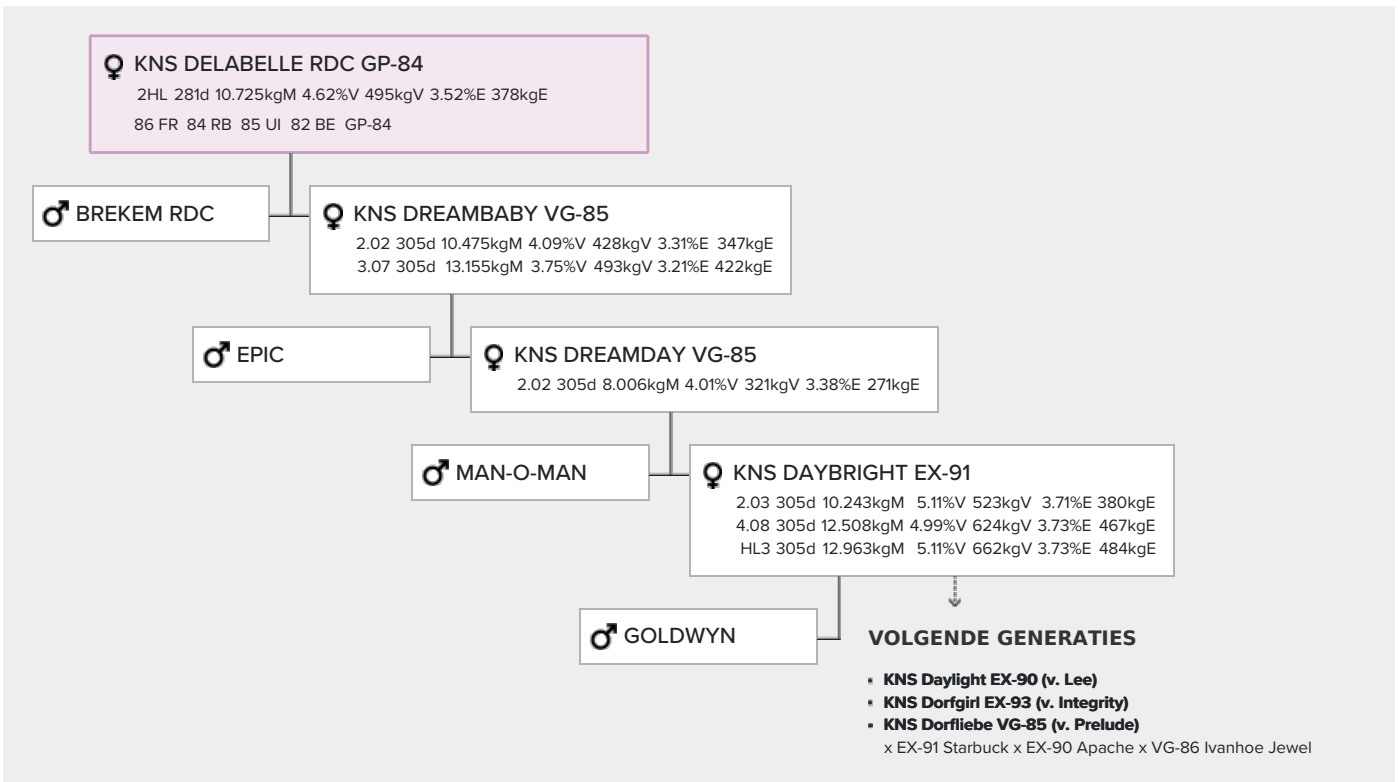 KNS DELABELLE RDC GP-84
2HL 281d 10.725kgM 4.62%V 495kgV 3.52%E 378kgE
86 FR 84 RB 85 UI 82 BE GP-84
BREKEM RDC
KNS DREAMBABY VG-85
2.02 305d 10.475kgM 4.09%V 428kgV 3.31%E 347kgE
3.07 305d 13.155kgM 3.75%V 493kgV 3.21%E 422kgE
EPIC
KNS DREAMDAY VG-85
2.02 305d 8.006kgM 4.01%V 321kgV 3.38%E 271kgE
MAN-O-MAN
KNS DAYBRIGHT EX-91
2.03 305d 10.243kgM 5.11%V 523kgV 3.71%E 380kgE
4.08 305d 12.508kgM 4.99%V 624kgV 3.73%E 467kgE
HL3 305d 12.963kgM 5.11%V 662kgV 3.73%E 484kgE
GOLDWYN
VOLGENDE GENERATIES
▪ KNS Daylight EX-90 (v. Lee)
▪ KNS Dorfgirl EX-93 (v. Integrity)
▪ KNS Dorfliebe VG-85 (v. Prelude)
x EX-91 Starbuck x EX-90 Apache x VG-86 Ivanhoe Jewel